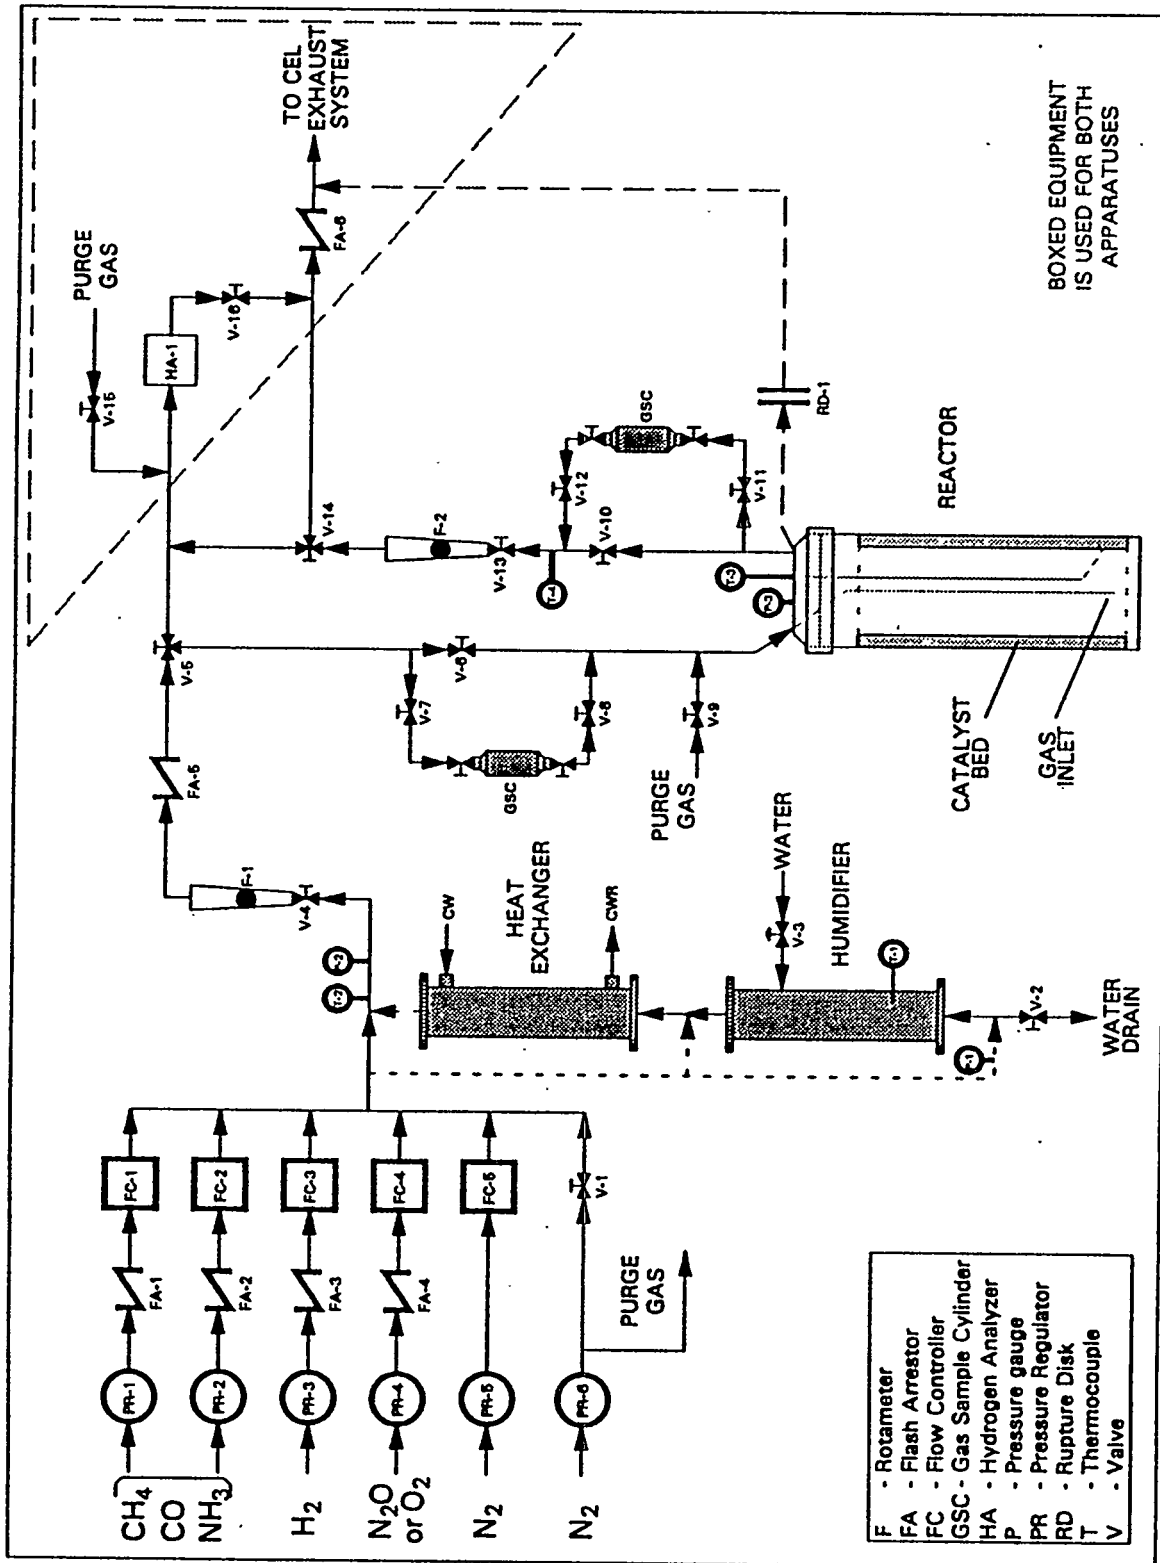 CH4
CO
NH3
H2
N2O
or O2
N2
N2
PR-1
PR-2
PR-3
PR-4
PR-5
PR-6
FA-1
FA-2
FA-3
FA-4
FC-1
FC-2
FC-3
FC-4
FC-5
V-1
PURGE
GAS
T-2
P-2
V-4
F-1
FA-5
CW
HEAT
EXCHANGER
CWR
WATER
V-3
HUMIDIFIER
T-1
P-1
V-2
WATER
DRAIN
V-5
V-6
V-7
GSC
V-8
V-9
PURGE
GAS
CATALYST
BED
GAS
INLET
REACTOR
T-3
T-4
V-10
V-11
V-12
GSC
V-13
F-2
V-14
RD-1
V-15
PURGE
GAS
HA-1
V-16
FA-6
TO CEL
EXHAUST
SYSTEM
BOXED EQUIPMENT
IS USED FOR BOTH
APPARATUSES
F - Rotameter
FA - Flash Arrestor
FC - Flow Controller
GSC - Gas Sample Cylinder
HA - Hydrogen Analyzer
P - Pressure gauge
PR - Pressure Regulator
RD - Rupture Disk
T - Thermocouple
V - Valve